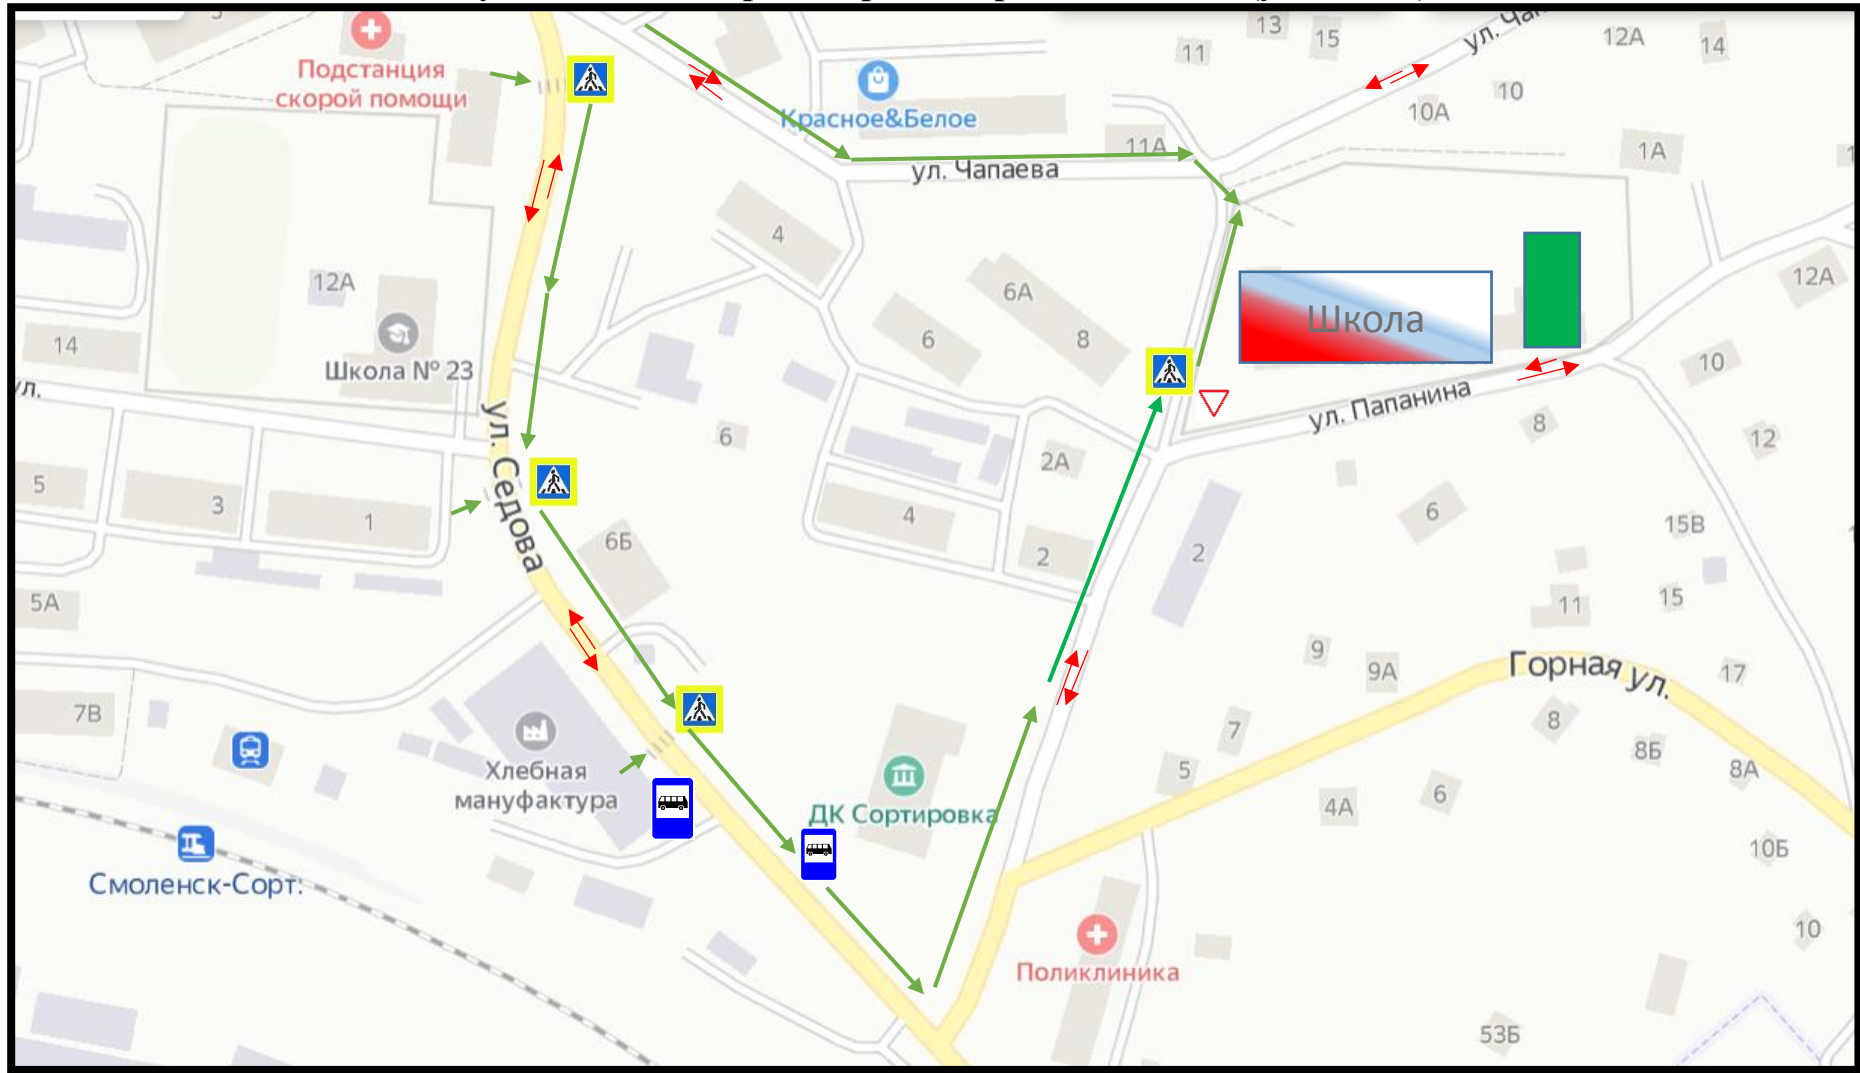 13
15
11
12А
14
ул. Ча
Подстанция
скорой помощи
Красное&Белое
10
10А
11А
1А
ул. Чапаева
4
12А
6А
12А
14
Школа № 23
6
8
Школа
10
ул.
ул. Седова
6
ул. Папанина
8
12
5
3
1
2А
4
6
15В
6Б
2
2
5А
11
15
9
9А
Горная ул.
17
7В
8
7
8Б
5
8А
Хлебная
мануфактура
ДК Сортировка
4А
6
10Б
Смоленск-Сорт.
Поликлиника
10
53Б